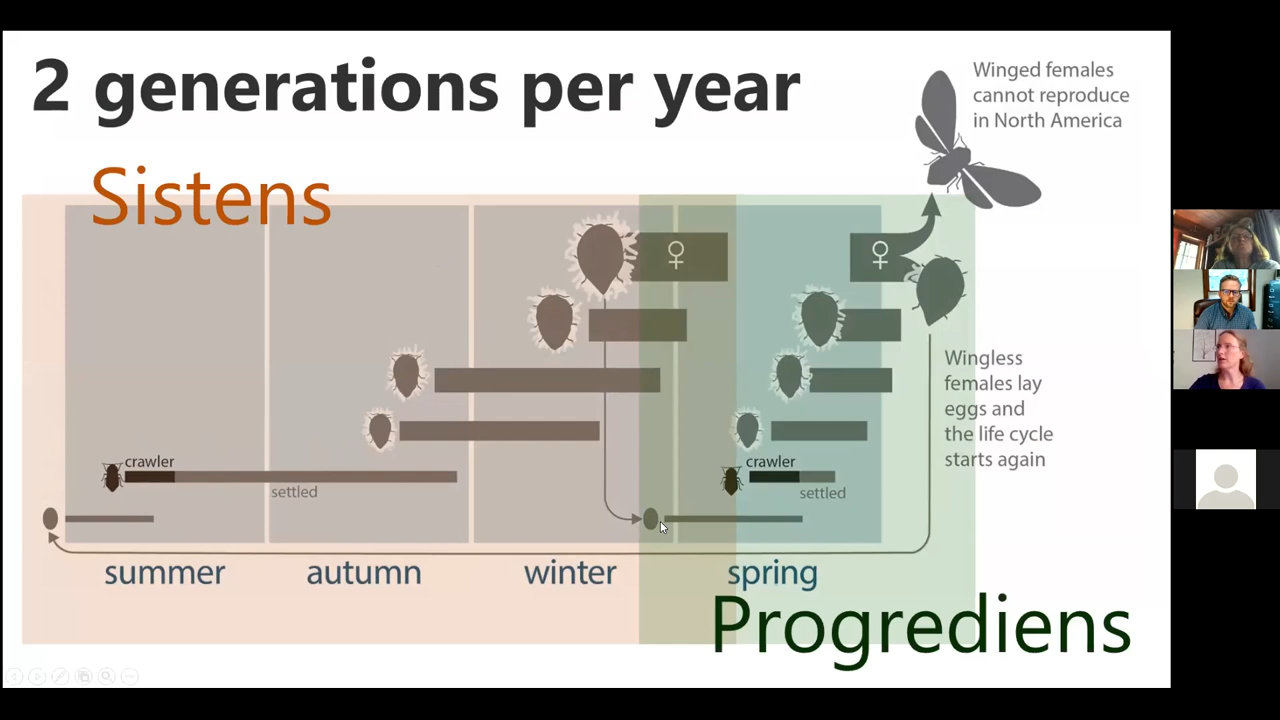 2 generations per year
Winged females
cannot reproduce
in North America
Sistens
Wingless
females lay
eggs and
the life cycle
starts again
crawler
settled
crawler
settled
summer
autumn
winter
spring
Progrediens